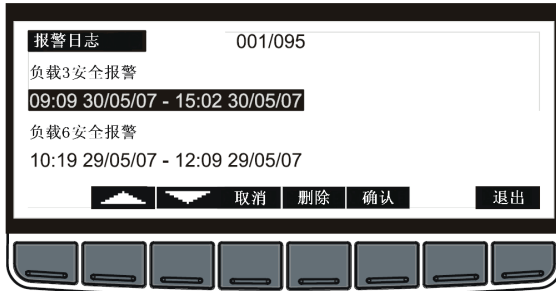 报警日志 001/095
负载3安全报警
09:09 30/05/07 - 15:02 30/05/07
负载6安全报警
10:19 29/05/07 - 12:09 29/05/07
取消 删除 确认 退出